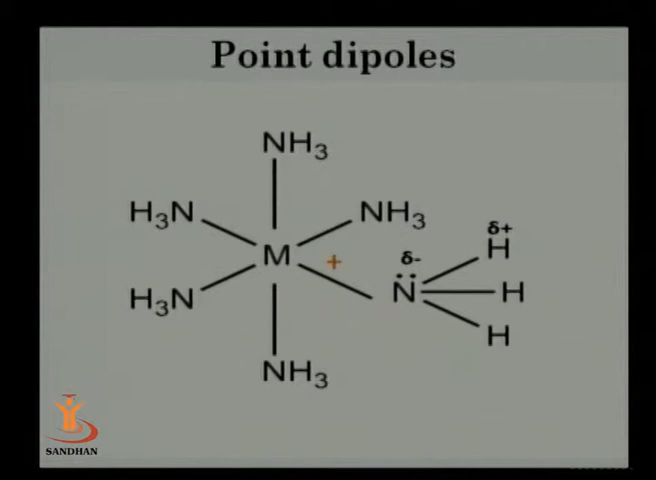 Point dipoles
NH3
H3N
NH3
M
+
δ-
δ+
H
H3N
N
H
H
NH3
SANDHAN